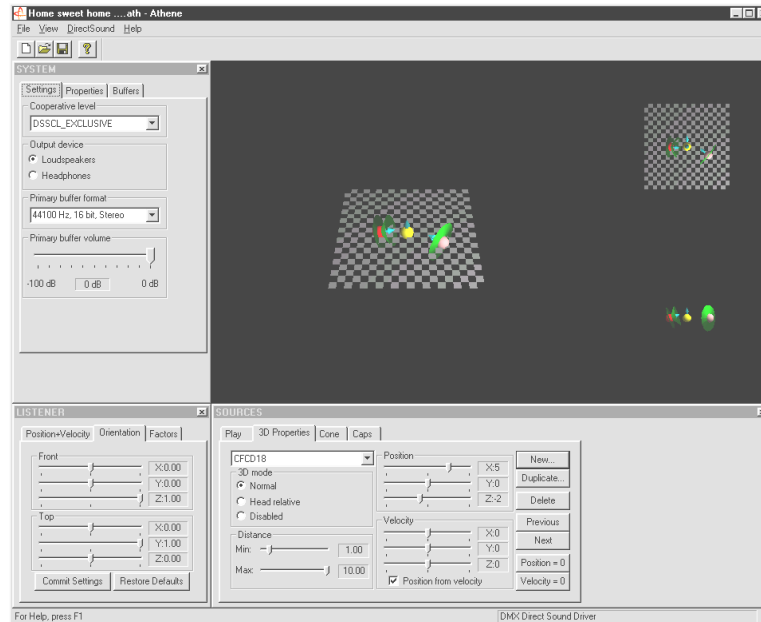 Home sweet home ....ath - Athene
File View DirectSound Help
SYSTEM
Settings Properties Buffers
Cooperative level
DSSCL_EXCLUSIVE
Output device
Loudspeakers
Headphones
Primary buffer format
44100 Hz, 16 bit, Stereo
Primary buffer volume
-100 dB 0 dB 0 dB
LISTENER
Position+Velocity Orientation Factors
Front
X:0.00
Y:0.00
Z:1.00
Top
X:0.00
Y:1.00
Z:0.00
Commit Settings Restore Defaults
SOURCES
Play 3D Properties Cone Caps
CFCD18
3D mode
Normal
Head relative
Disabled
Distance
Min: 1.00
Max: 10.00
Position
X:5
Y:0
Z:-2
Velocity
X:0
Y:0
Z:0
Position from velocity
New...
Duplicate...
Delete
Previous
Next
Position = 0
Velocity = 0
For Help, press F1
DMX Direct Sound Driver